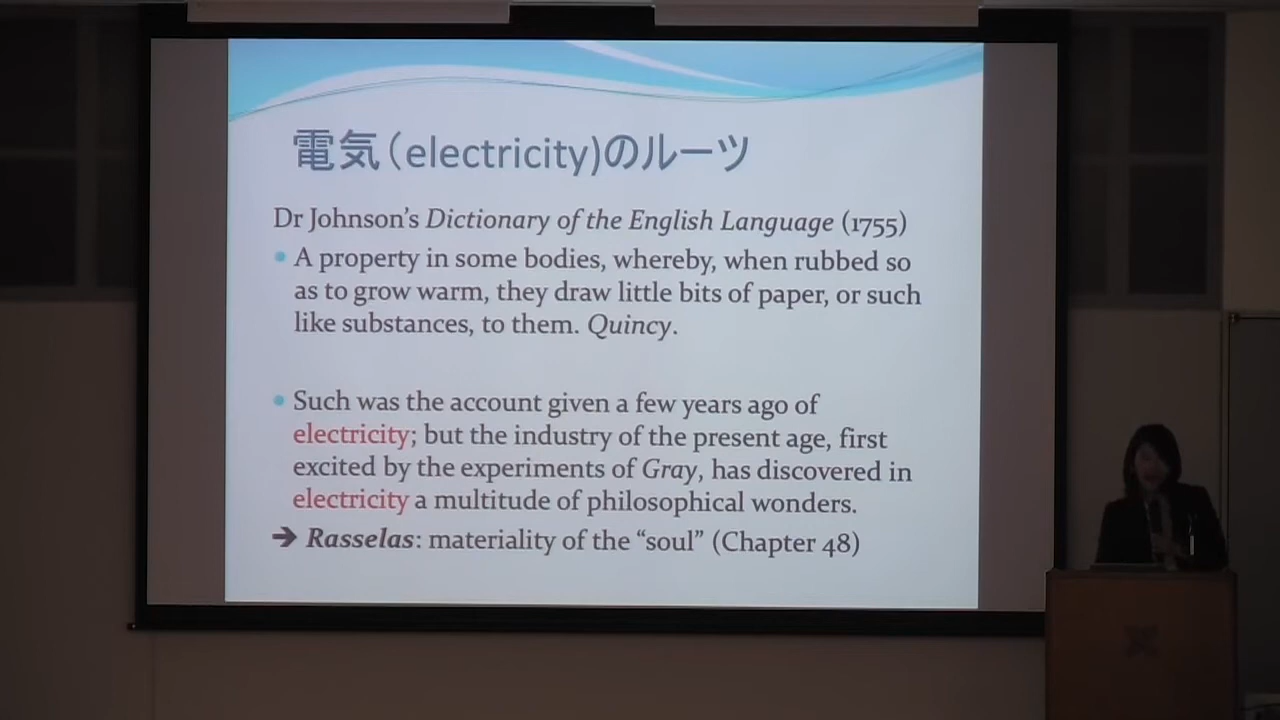 電気(electricity)のルーツ
Dr Johnson's Dictionary of the English Language (1755)
• A property in some bodies, whereby, when rubbed so
as to grow warm, they draw little bits of paper, or such
like substances, to them. Quincy.
• Such was the account given a few years ago of
electricity; but the industry of the present age, first
excited by the experiments of Gray, has discovered in
electricity a multitude of philosophical wonders.
➔ Rasselas: materiality of the “soul” (Chapter 48)